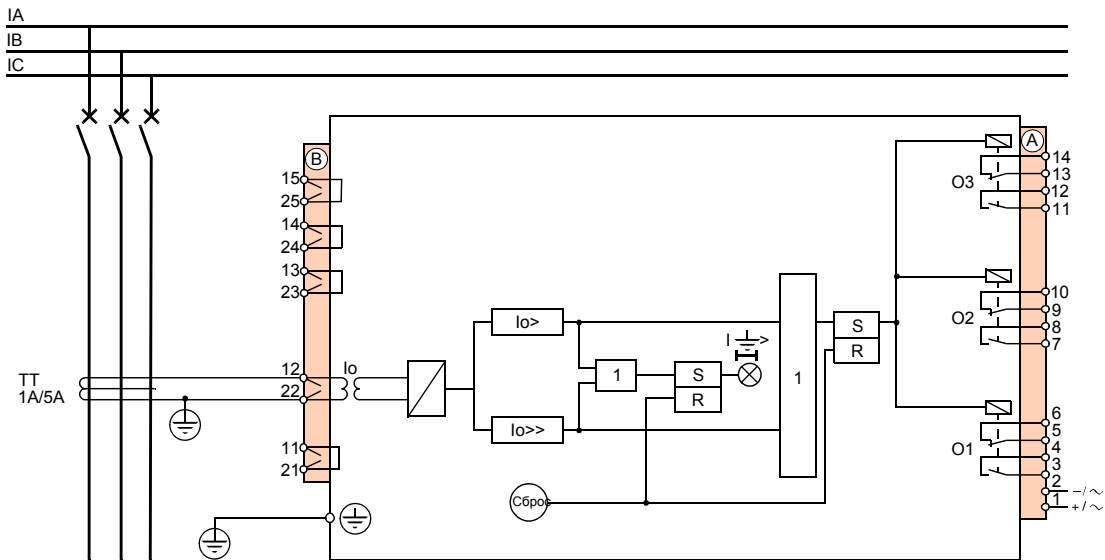 IA
IB
IC
B
A
15
25
14
24
13
23
12
22
11
21
TT
1A/5A
Io
Io>
Io>>
1
S
R
I >
1
S
R
Сброс
O3
14
13
12
11
O2
10
9
8
7
O1
6
5
4
3
2
1
−/∼
+/∼